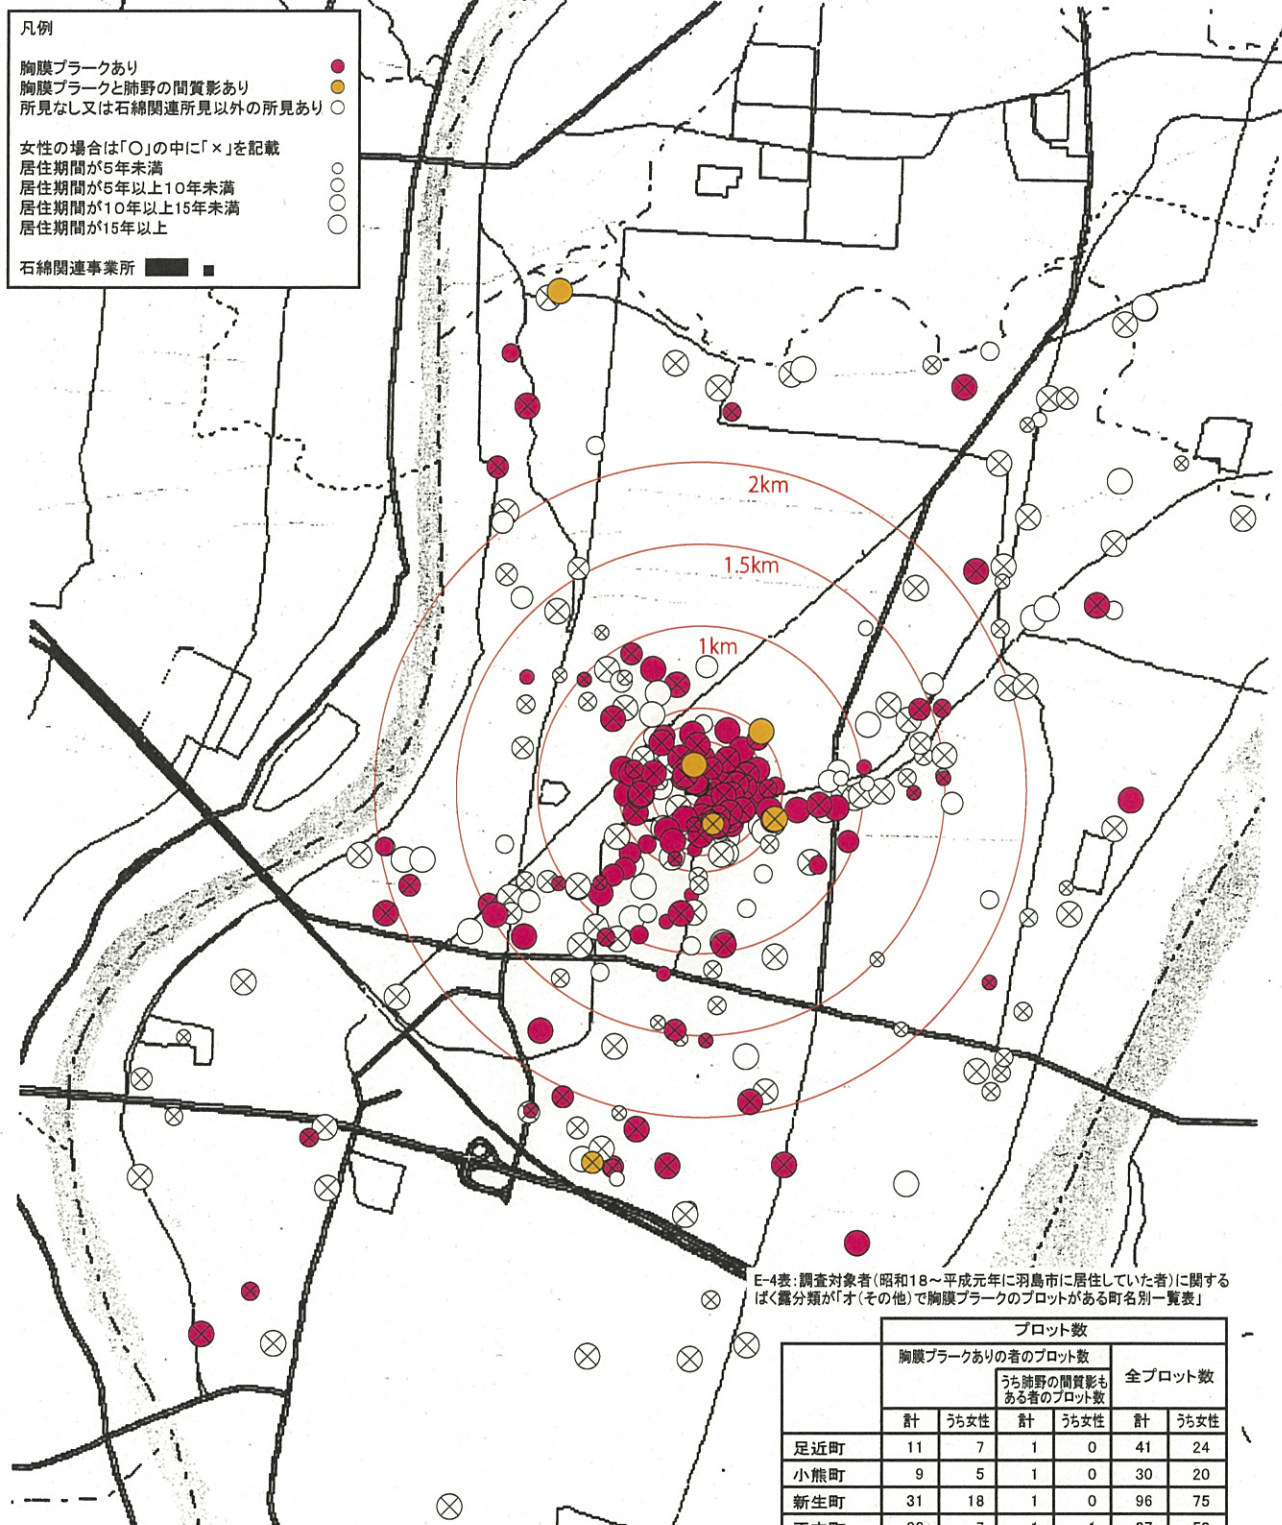 凡例
胸膜プラークあり
胸膜プラークと肺野の間質影あり
所見なし又は石綿関連所見以外の所見あり
女性の場合は「○」の中に「×」を記載
居住期間が5年未満
居住期間が5年以上10年未満
居住期間が10年以上15年未満
居住期間が15年以上
石綿関連事業所
2km
1.5km
1km
E-4表:調査対象者(昭和18～平成元年に羽島市に居住していた者)に関する
ばく露分類が「オ(その他)で胸膜プラークのプロットがある町名別一覧表」
プロット数
胸膜プラークありの者のプロット数
全プロット数
うち肺野の間質影も
ある者のプロット数
計 うち女性 計 うち女性 計 うち女性
足近町 11 7 1 0 41 24
小熊町 9 5 1 0 30 20
新生町 31 18 1 0 96 75